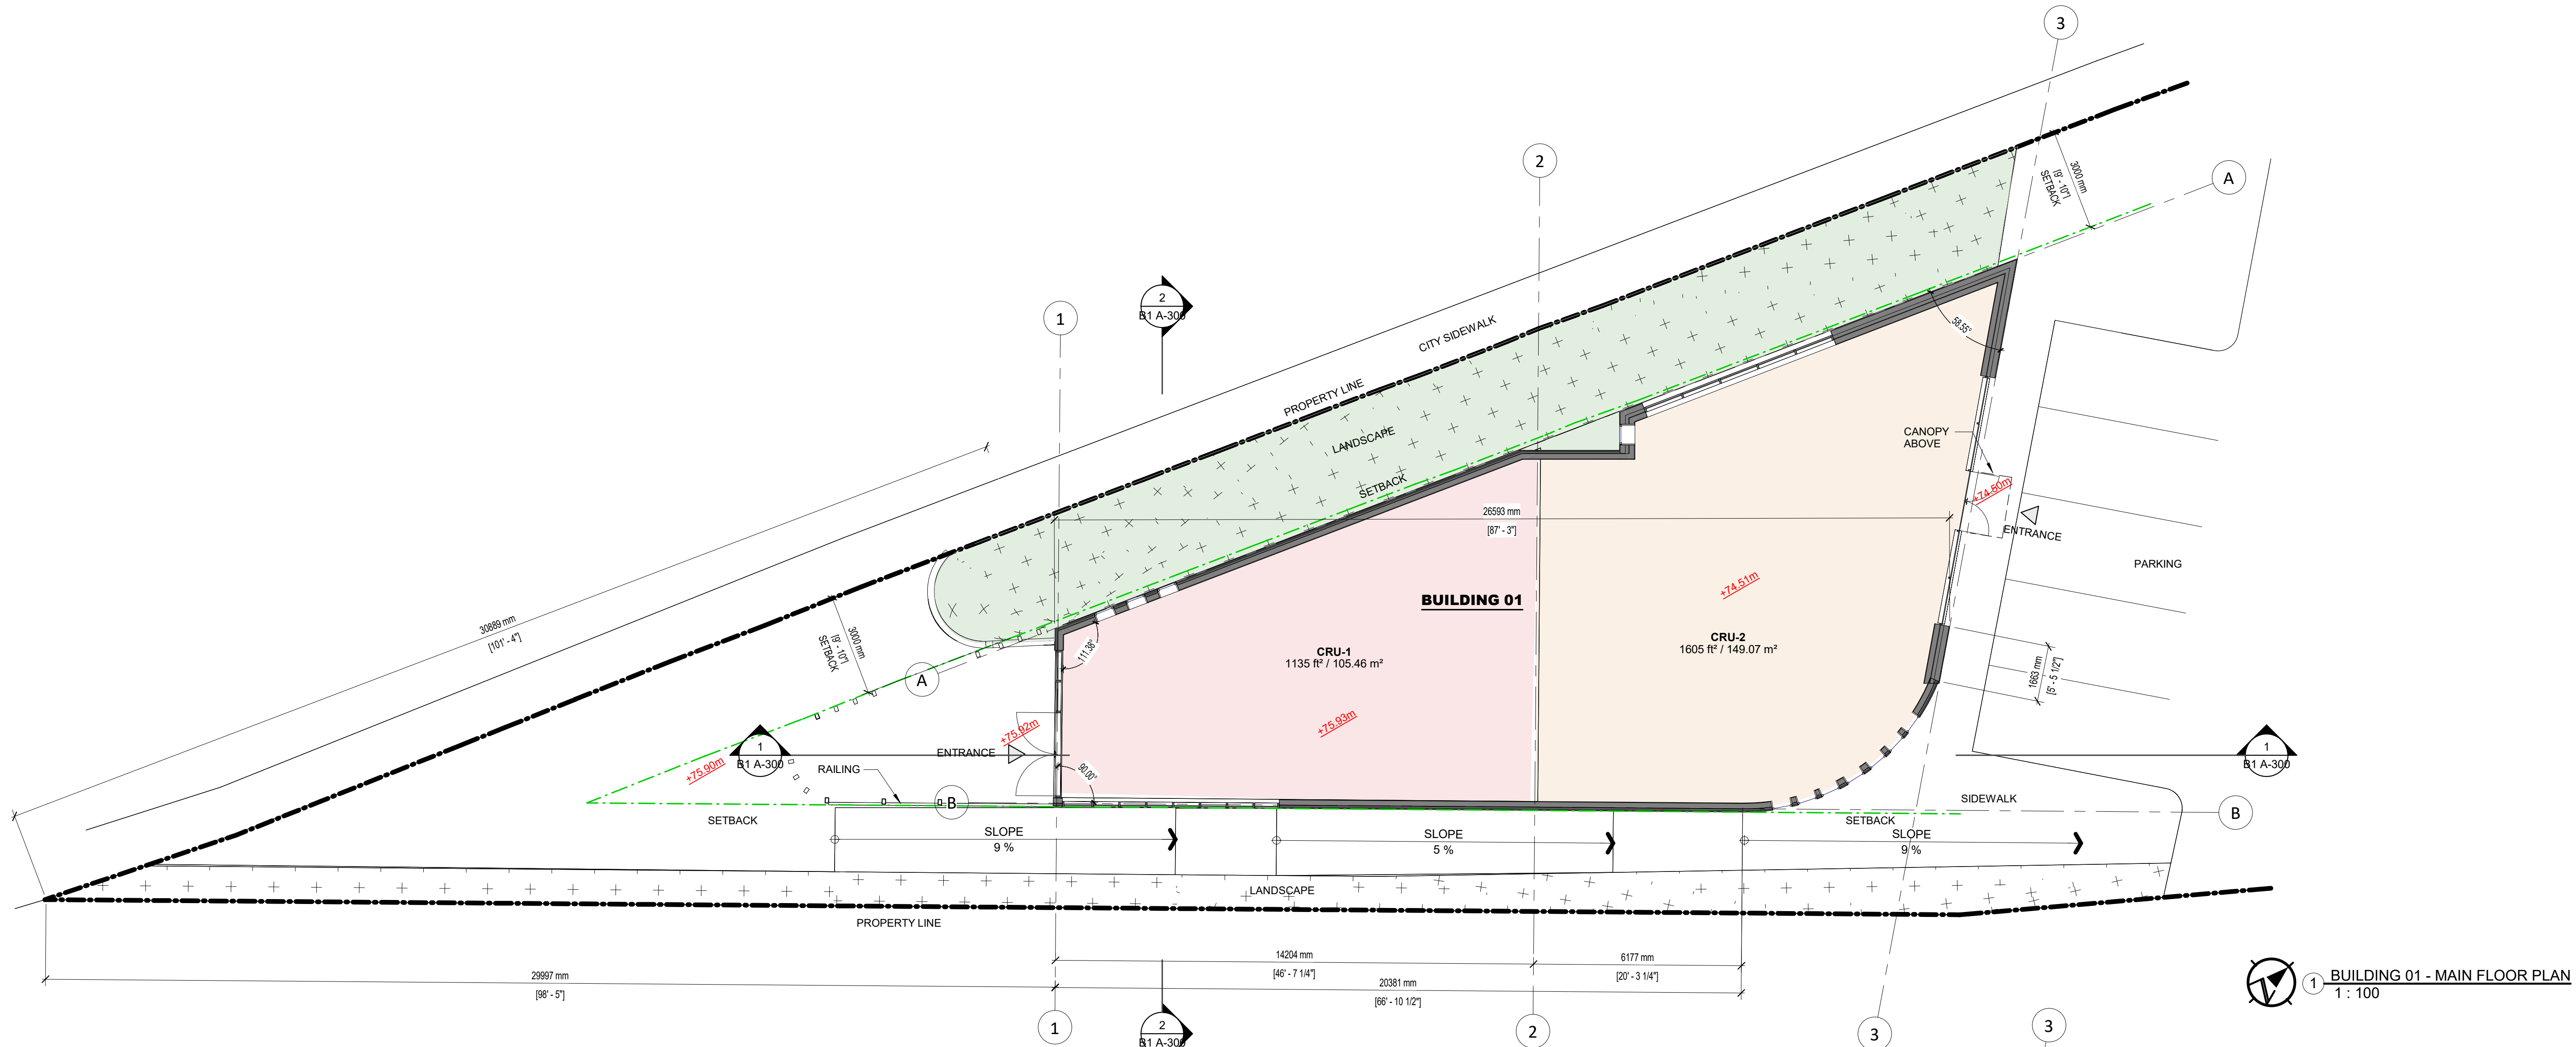 3
2
A
3000 mm
[9' - 10"]
SETBACK
1
2
B1 A-300
CITY SIDEWALK
PROPERTY LINE
LANDSCAPE
SETBACK
58.55°
CANOPY
ABOVE
+74.50m
ENTRANCE
PARKING
26593 mm
[87' - 3"]
BUILDING 01
+74.51m
CRU-1
1135 ft² / 105.46 m²
CRU-2
1605 ft² / 149.07 m²
+75.93m
111.38°
90.00°
30889 mm
[101' - 4"]
3000 mm
[9' - 10"]
SETBACK
A
1663 mm
[5' - 5 1/2"]
+75.92m
ENTRANCE
1
B1 A-300
+75.90m
RAILING
B
1
B1 A-300
SIDEWALK
B
SETBACK
SETBACK
SLOPE
9 %
SLOPE
5 %
SLOPE
9 %
LANDSCAPE
PROPERTY LINE
14204 mm
[46' - 7 1/4"]
6177 mm
[20' - 3 1/4"]
29997 mm
[98' - 5"]
20381 mm
[66' - 10 1/2"]
1
2
B1 A-300
2
3
3
1
BUILDING 01 - MAIN FLOOR PLAN
1 : 100